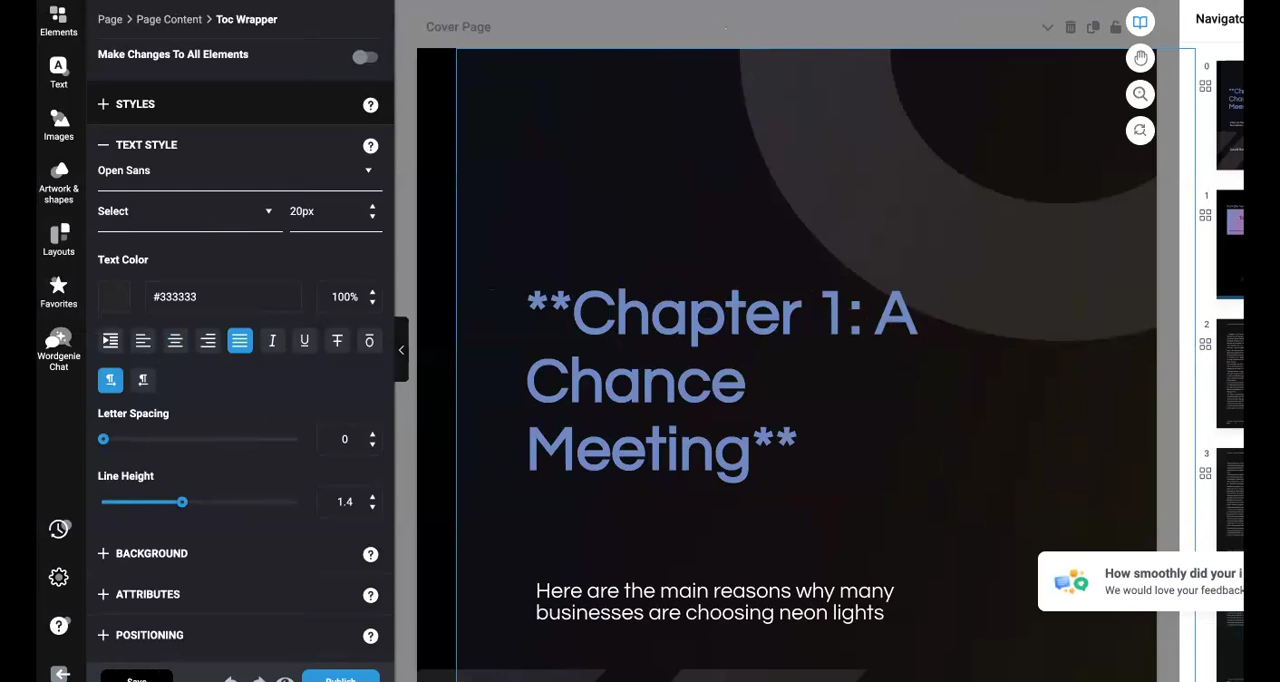 Elements
Text
Images
Artwork &
shapes
Layouts
Favorites
Wordgenie
Chat
Page > Page Content > Toc Wrapper
Make Changes To All Elements
+ STYLES
— TEXT STYLE
Open Sans
Select
20px
Text Color
#333333
100%
Letter Spacing
0
Line Height
1.4
+ BACKGROUND
+ ATTRIBUTES
+ POSITIONING
Save
Publish
Cover Page
**Chapter 1: A
Chance
Meeting**
Here are the main reasons why many
businesses are choosing neon lights
Navigato
0
1
2
3
How smoothly did your i
We would love your feedback